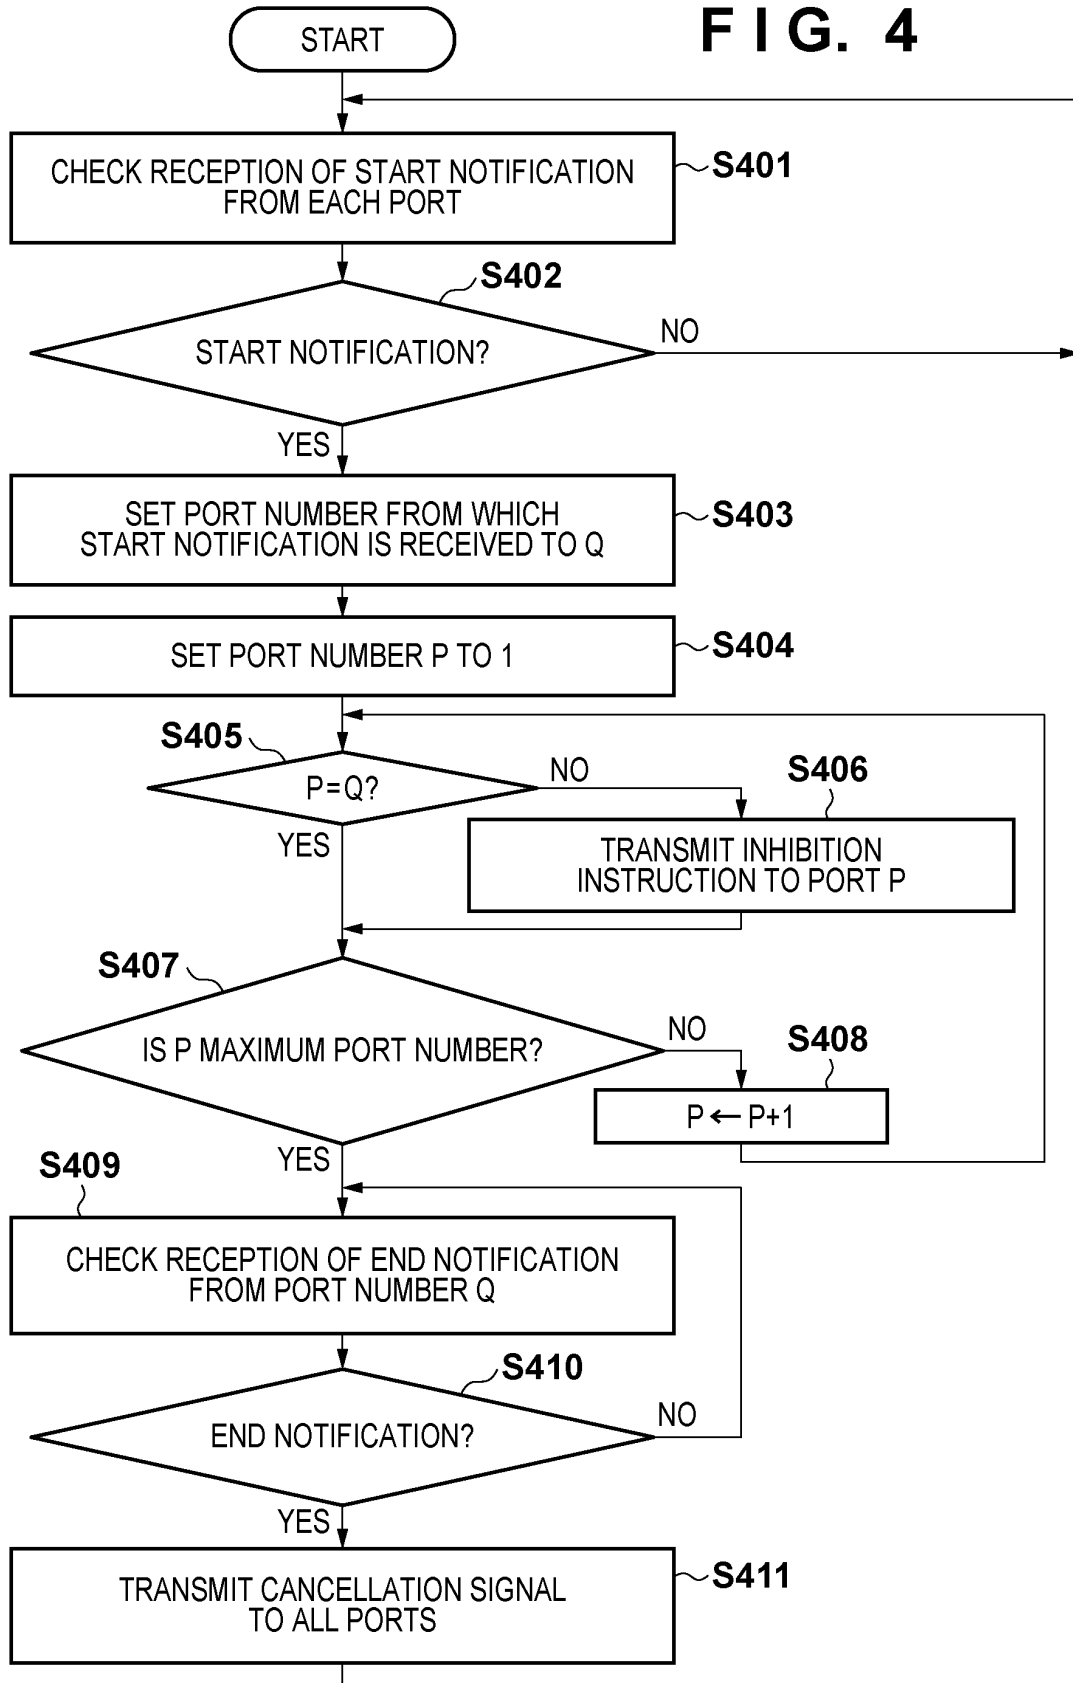 FIG. 4
START
CHECK RECEPTION OF START NOTIFICATION
FROM EACH PORT
S401
S402
START NOTIFICATION?
NO
YES
SET PORT NUMBER FROM WHICH
START NOTIFICATION IS RECEIVED TO Q
S403
SET PORT NUMBER P TO 1
S404
S405
P=Q?
NO
YES
S406
TRANSMIT INHIBITION
INSTRUCTION TO PORT P
S407
IS P MAXIMUM PORT NUMBER?
NO
YES
S408
P ← P+1
S409
CHECK RECEPTION OF END NOTIFICATION
FROM PORT NUMBER Q
S410
END NOTIFICATION?
NO
YES
TRANSMIT CANCELLATION SIGNAL
TO ALL PORTS
S411